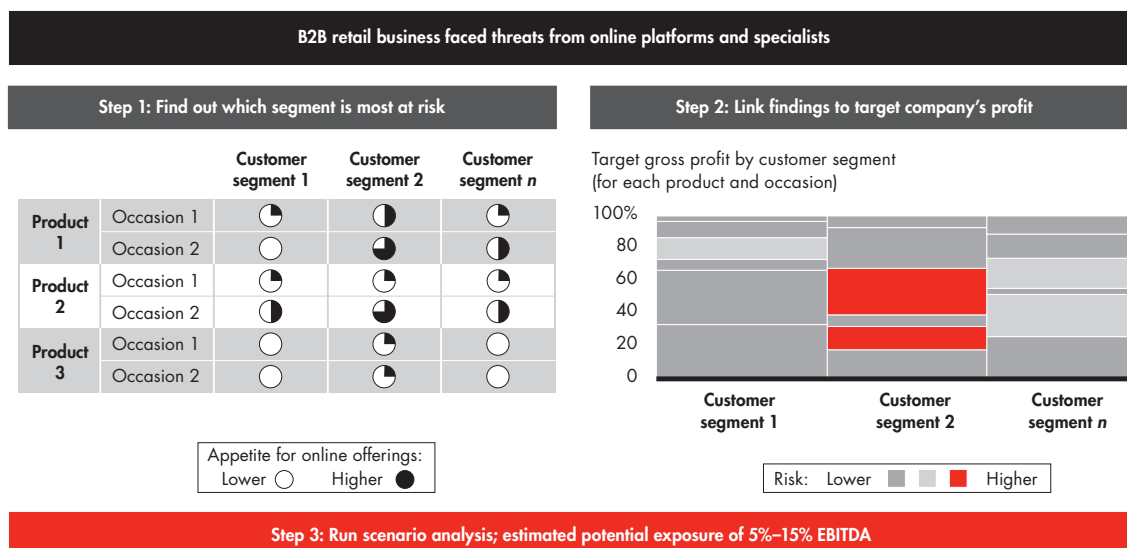 B2B retail business faced threats from online platforms and specialists
Step 1: Find out which segment is most at risk
Customer segment 1
Customer segment 2
Customer segment n
Product 1
Occasion 1
Occasion 2
Product 2
Occasion 1
Occasion 2
Product 3
Occasion 1
Occasion 2
Appetite for online offerings:
Lower Higher
Step 2: Link findings to target company’s profit
Target gross profit by customer segment
(for each product and occasion)
100%
80
60
40
20
0
Customer segment 1
Customer segment 2
Customer segment n
Risk: Lower Higher
Step 3: Run scenario analysis; estimated potential exposure of 5%–15% EBITDA